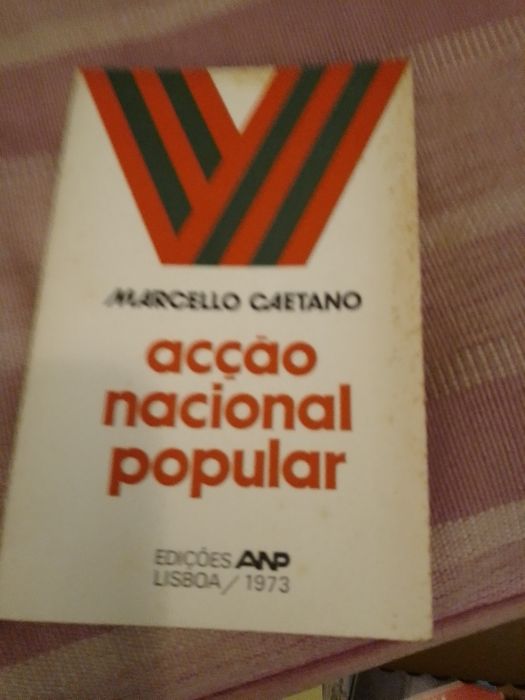 MARCELLO CAETANO
acção
nacional
popular
EDIÇÕES ANP
LISBOA / 1973